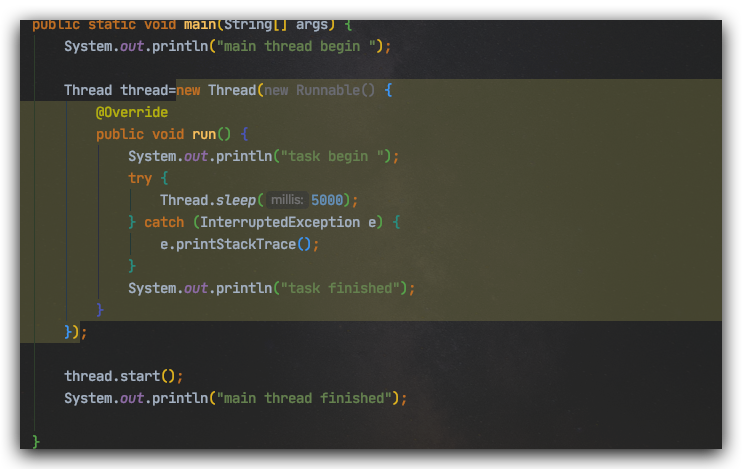 public static void main(String[] args) {
System.out.println("main thread begin ");
Thread thread=new Thread(new Runnable() {
@Override
public void run() {
System.out.println("task begin ");
try {
Thread.sleep( millis: 5000);
} catch (InterruptedException e) {
e.printStackTrace();
}
System.out.println("task finished");
}
});
thread.start();
System.out.println("main thread finished");
}